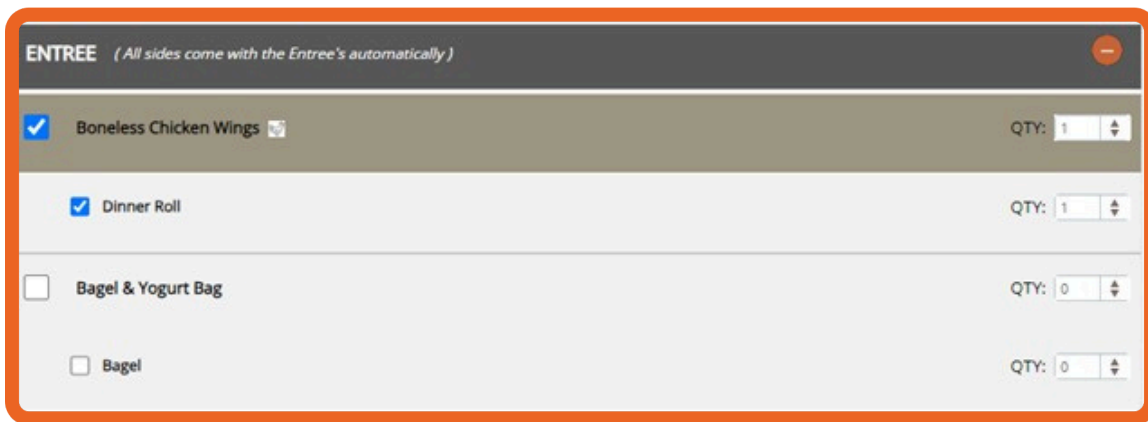 ENTREE ( All sides come with the Entree's automatically )
Boneless Chicken Wings QTY: 1
Dinner Roll QTY: 1
Bagel & Yogurt Bag QTY: 0
Bagel QTY: 0